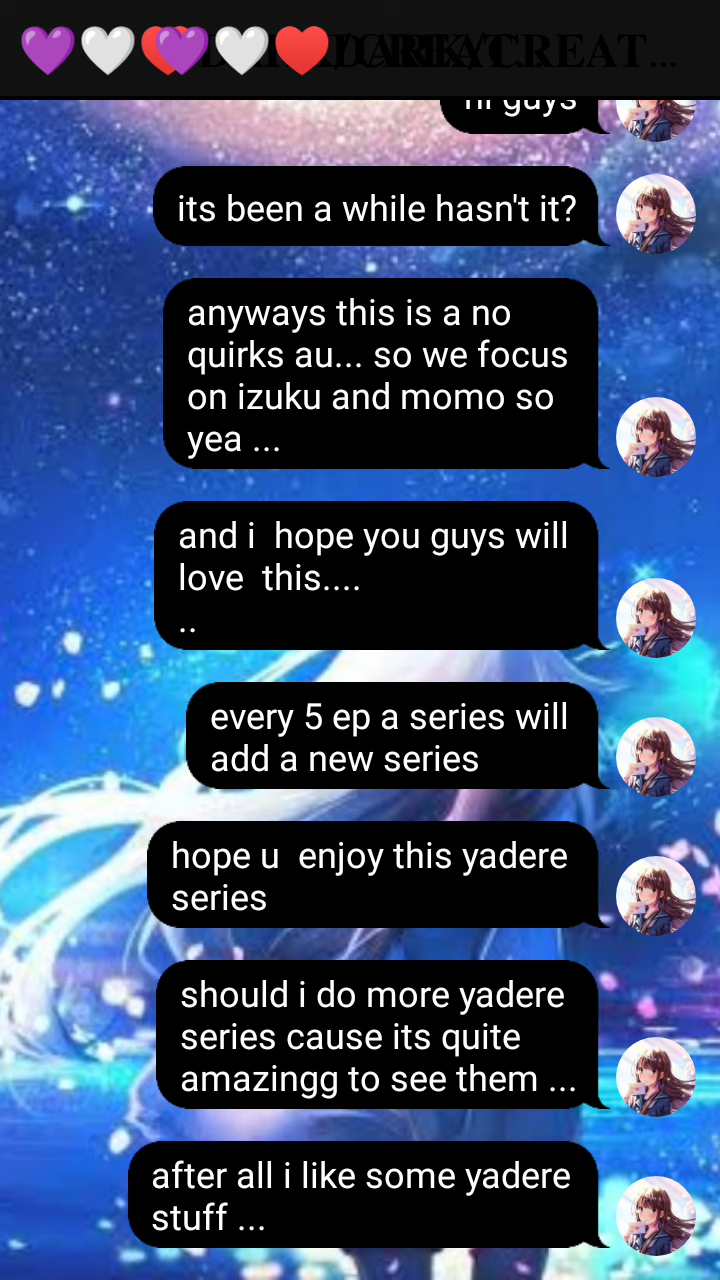 hi guys
its been a while hasn't it?
anyways this is a no
quirks au... so we focus
on izuku and momo so
yea ...
and i  hope you guys will
love  this....
..
every 5 ep a series will
add a new series
hope u  enjoy this yadere
series
should i do more yadere
series cause its quite
amazingg to see them ...
after all i like some yadere
stuff ...